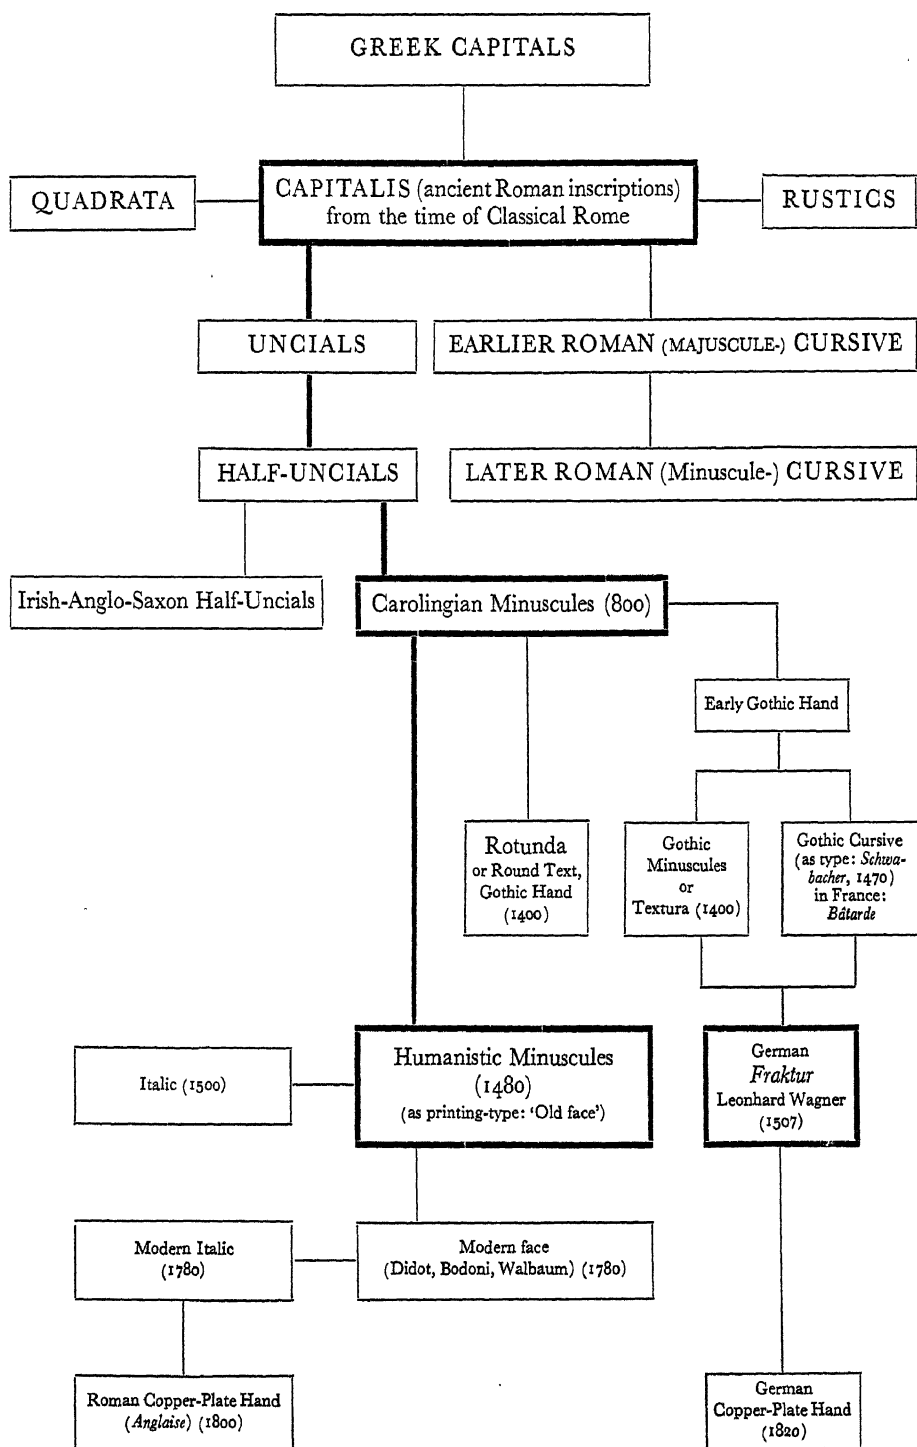 GREEK CAPITALS
QUADRATA
CAPITALIS (ancient Roman inscriptions)
from the time of Classical Rome
RUSTICS
UNCIALS
EARLIER ROMAN (MAJUSCULE-) CURSIVE
HALF-UNCIALS
LATER ROMAN (Minuscule-) CURSIVE
Irish-Anglo-Saxon Half-Uncials
Carolingian Minuscules (800)
Early Gothic Hand
Rotunda
or Round Text,
Gothic Hand
(1400)
Gothic
Minuscules
or
Textura (1400)
Gothic Cursive
(as type: Schwa-
bacher, 1470)
in France:
Bâtarde
Italic (1500)
Humanistic Minuscules
(1480)
(as printing-type: ‘Old face’)
German
Fraktur
Leonhard Wagner
(1507)
Modern Italic
(1780)
Modern face
(Didot, Bodoni, Walbaum) (1780)
Roman Copper-Plate Hand
(Anglaise) (1800)
German
Copper-Plate Hand
(1820)